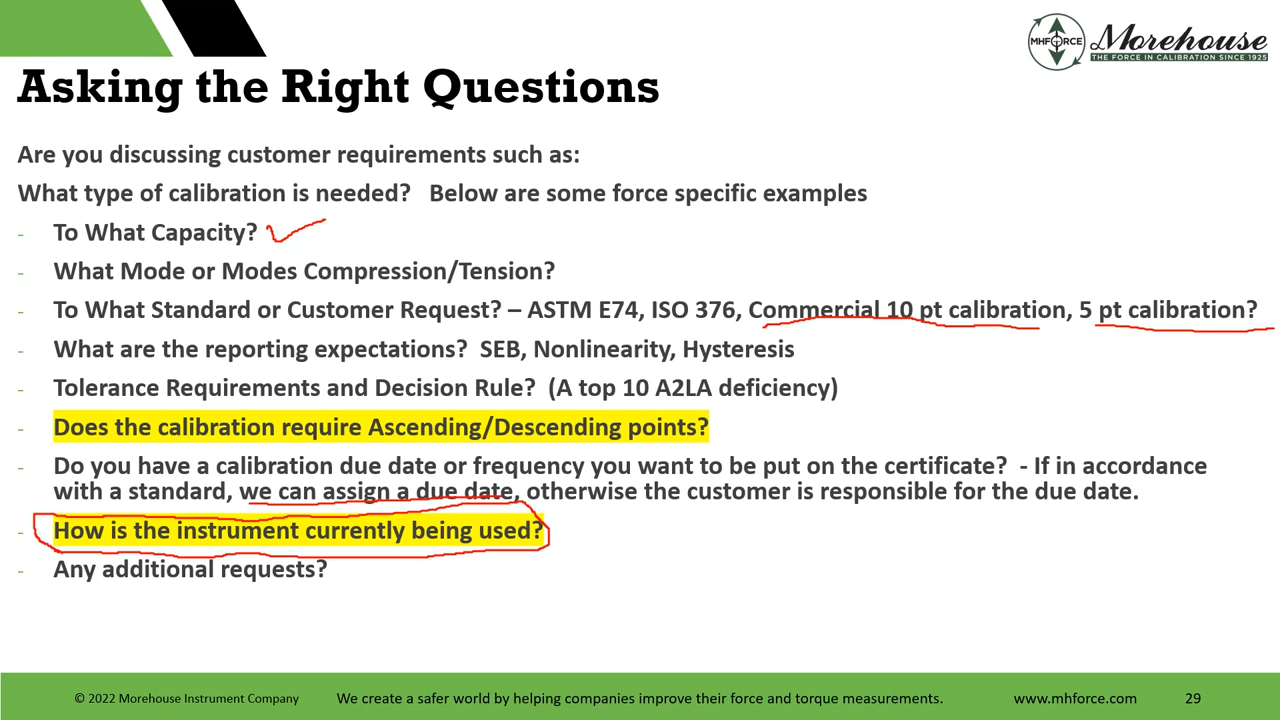 MHFORCE
Morehouse
THE FORCE IN CALIBRATION SINCE 1925
Asking the Right Questions
Are you discussing customer requirements such as:
What type of calibration is needed?   Below are some force specific examples
- To What Capacity?
- What Mode or Modes Compression/Tension?
- To What Standard or Customer Request? – ASTM E74, ISO 376, Commercial 10 pt calibration, 5 pt calibration?
- What are the reporting expectations?  SEB, Nonlinearity, Hysteresis
- Tolerance Requirements and Decision Rule?  (A top 10 A2LA deficiency)
- Does the calibration require Ascending/Descending points?
- Do you have a calibration due date or frequency you want to be put on the certificate?  - If in accordance
with a standard, we can assign a due date, otherwise the customer is responsible for the due date.
- How is the instrument currently being used?
- Any additional requests?
© 2022 Morehouse Instrument Company
We create a safer world by helping companies improve their force and torque measurements.
www.mhforce.com
29